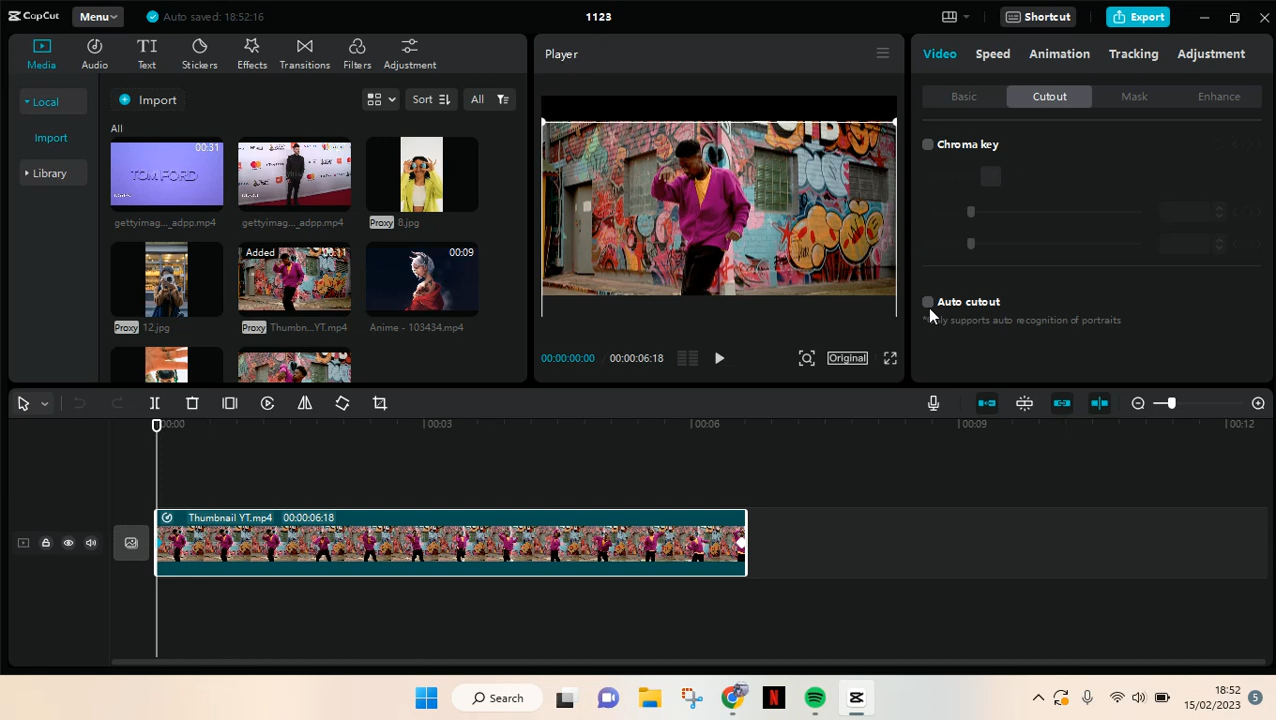 CapCut
Menu
Auto saved: 18:52:16
1123
Shortcut
Export
Media
Audio
Text
Stickers
Effects
Transitions
Filters
Adjustment
Player
Video
Speed
Animation
Tracking
Adjustment
Local
Import
Library
Import
Sort
All
All
00:31
TOM FORD
gettyimag..._adpp.mp4
gettyimag..._adpp.mp4
Proxy
8.jpg
Proxy
12.jpg
Added
00:11
Proxy
Thumbn...YT.mp4
00:09
Anime - 103434.mp4
00:00:00:00
00:00:06:18
Original
Basic
Cutout
Mask
Enhance
Chroma key
Auto cutout
supports auto recognition of portraits
00:00
00:03
00:06
00:09
00:12
Thumbnail YT.mp4 00:00:06:18
Search
18:52
15/02/2023
5